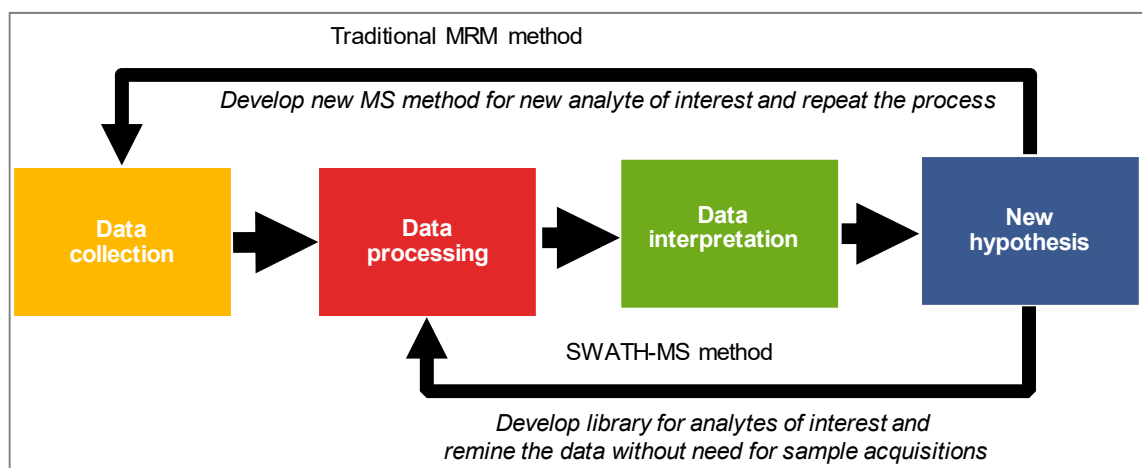 Traditional MRM method
Develop new MS method for new analyte of interest and repeat the process
Data
collection
Data
processing
Data
interpretation
New
hypothesis
SWATH-MS method
Develop library for analytes of interest and
remine the data without need for sample acquisitions